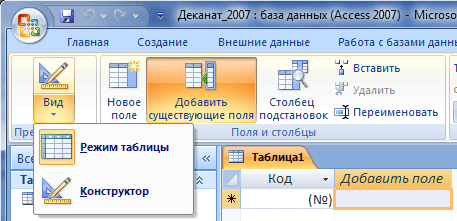 Деканат_2007 : база данных (Access 2007) - Microso
Главная Создание Внешние данные Работа с базами данны
Вид
Новое поле
Добавить существующие поля
Столбец подстановок
Вставить
Удалить
Переименовать
Т
Пре
Поля и столбцы
Режим таблицы
Конструктор
Все
Та
Таблица1
Код Добавить поле
(№)